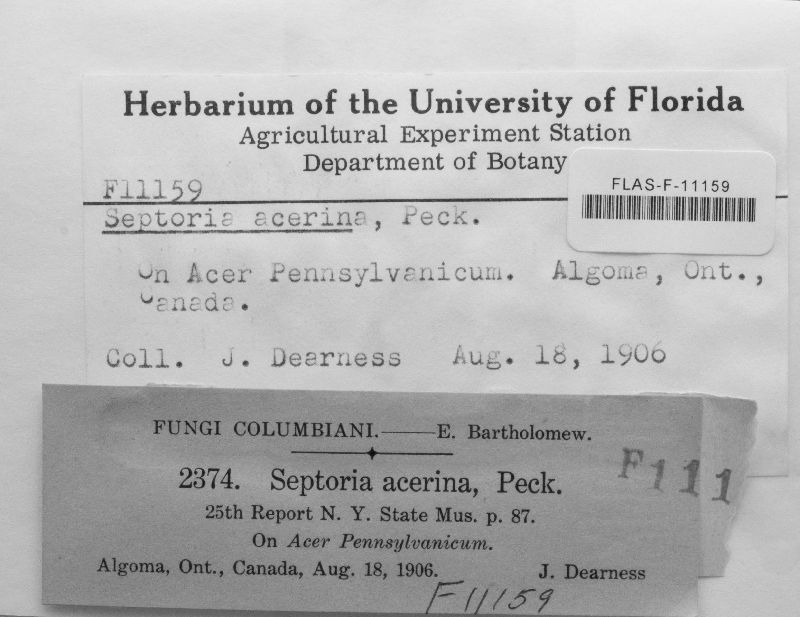 Herbarium of the University of Florida
Agricultural Experiment Station
Department of Botany
FLAS-F-11159
F11159
Septoria acerina, Peck.
On Acer Pennsylvanicum. Algoma, Ont.,
Canada.
Coll. J. Dearness Aug. 18, 1906
FUNGI COLUMBIANI.——E. Bartholomew.
2374. Septoria acerina, Peck.
25th Report N. Y. State Mus. p. 87.
On Acer Pennsylvanicum.
Algoma, Ont., Canada, Aug. 18, 1906. J. Dearness
F11159
F111